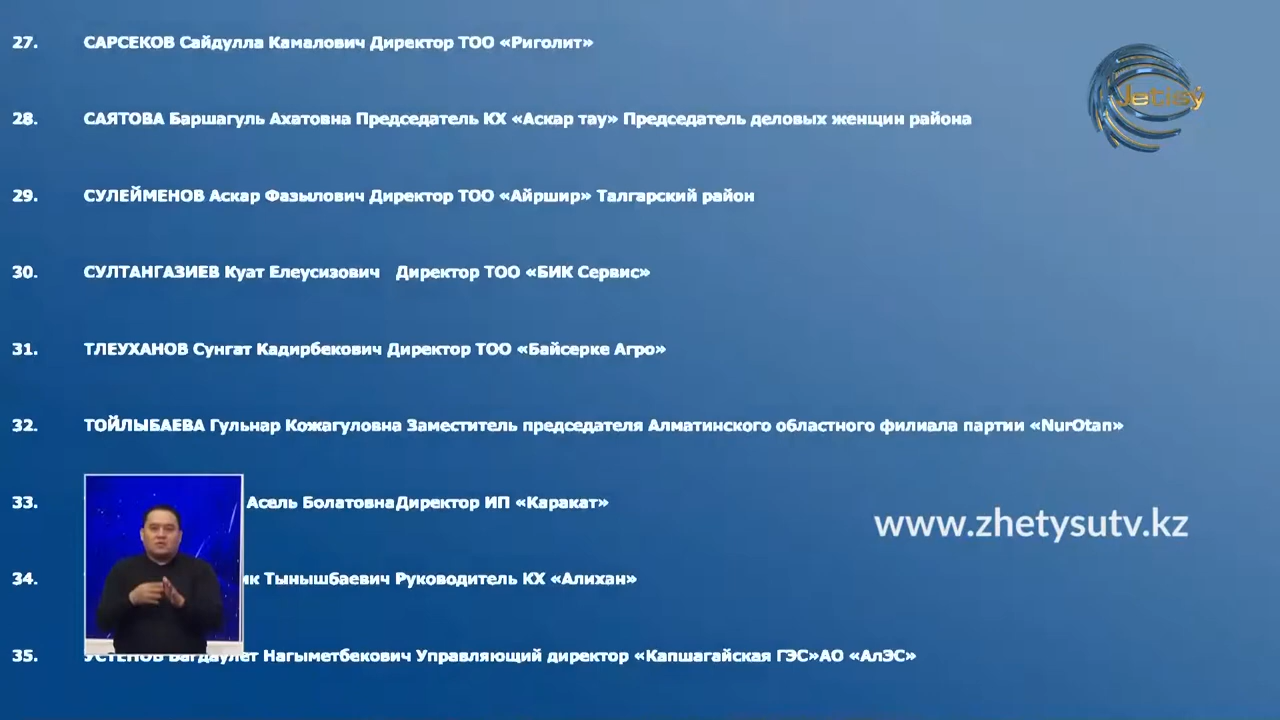 27. САРСЕКОВ Сайдулла Камалович Директор ТОО «Риголит»
Jetisý
28. САЯТОВА Баршагуль Ахатовна Председатель КХ «Аскар тау» Председатель деловых женщин района
29. СУЛЕЙМЕНОВ Аскар Фазылович Директор ТОО «Айршир» Талгарский район
30. СУЛТАНГАЗИЕВ Куат Елеусизович Директор ТОО «БИК Сервис»
31. ТЛЕУХАНОВ Сунгат Кадирбекович Директор ТОО «Байсерке Агро»
32. ТОЙЛЫБАЕВА Гульнар Кожагуловна Заместитель председателя Алматинского областного филиала партии «NurOtan»
33. Асель БолатовнаДиректор ИП «Каракат»
www.zhetysutv.kz
34. Тынышбаевич Руководитель КХ «Алихан»
35. Нагыметбекович Управляющий директор «Капшагайская ГЭС»АО «АлЭС»